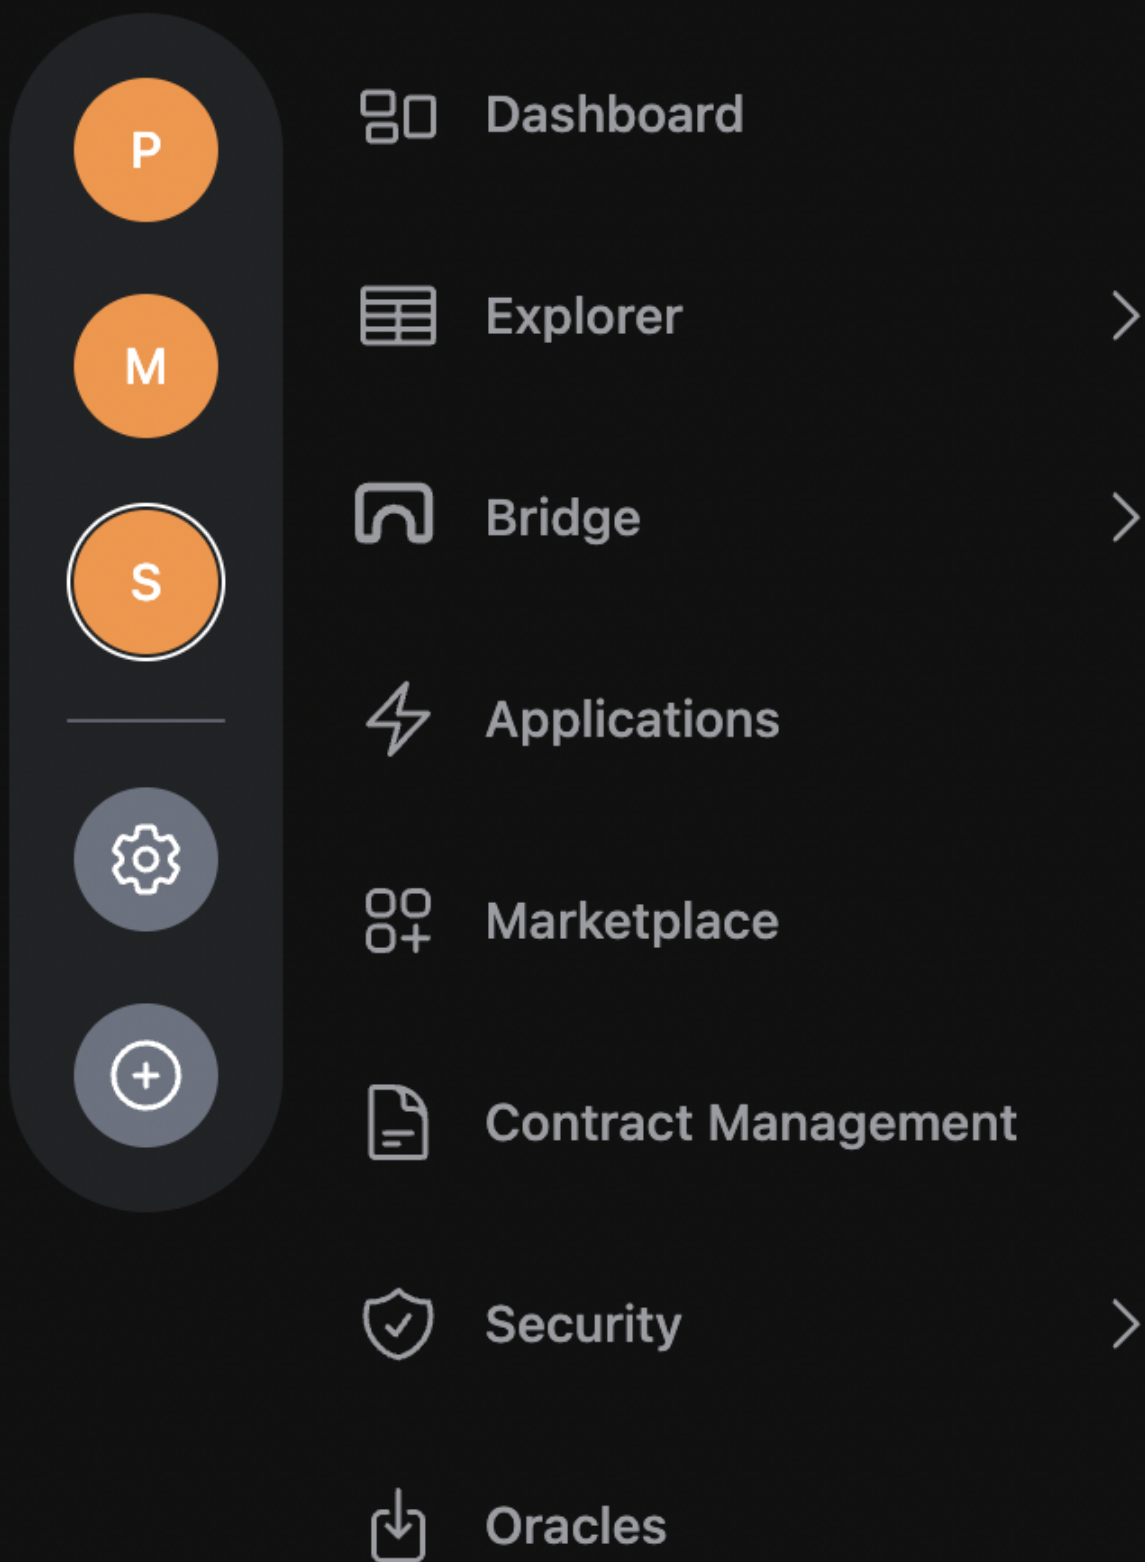 P
M
S
Dashboard
Explorer
Bridge
Applications
Marketplace
Contract Management
Security
Oracles